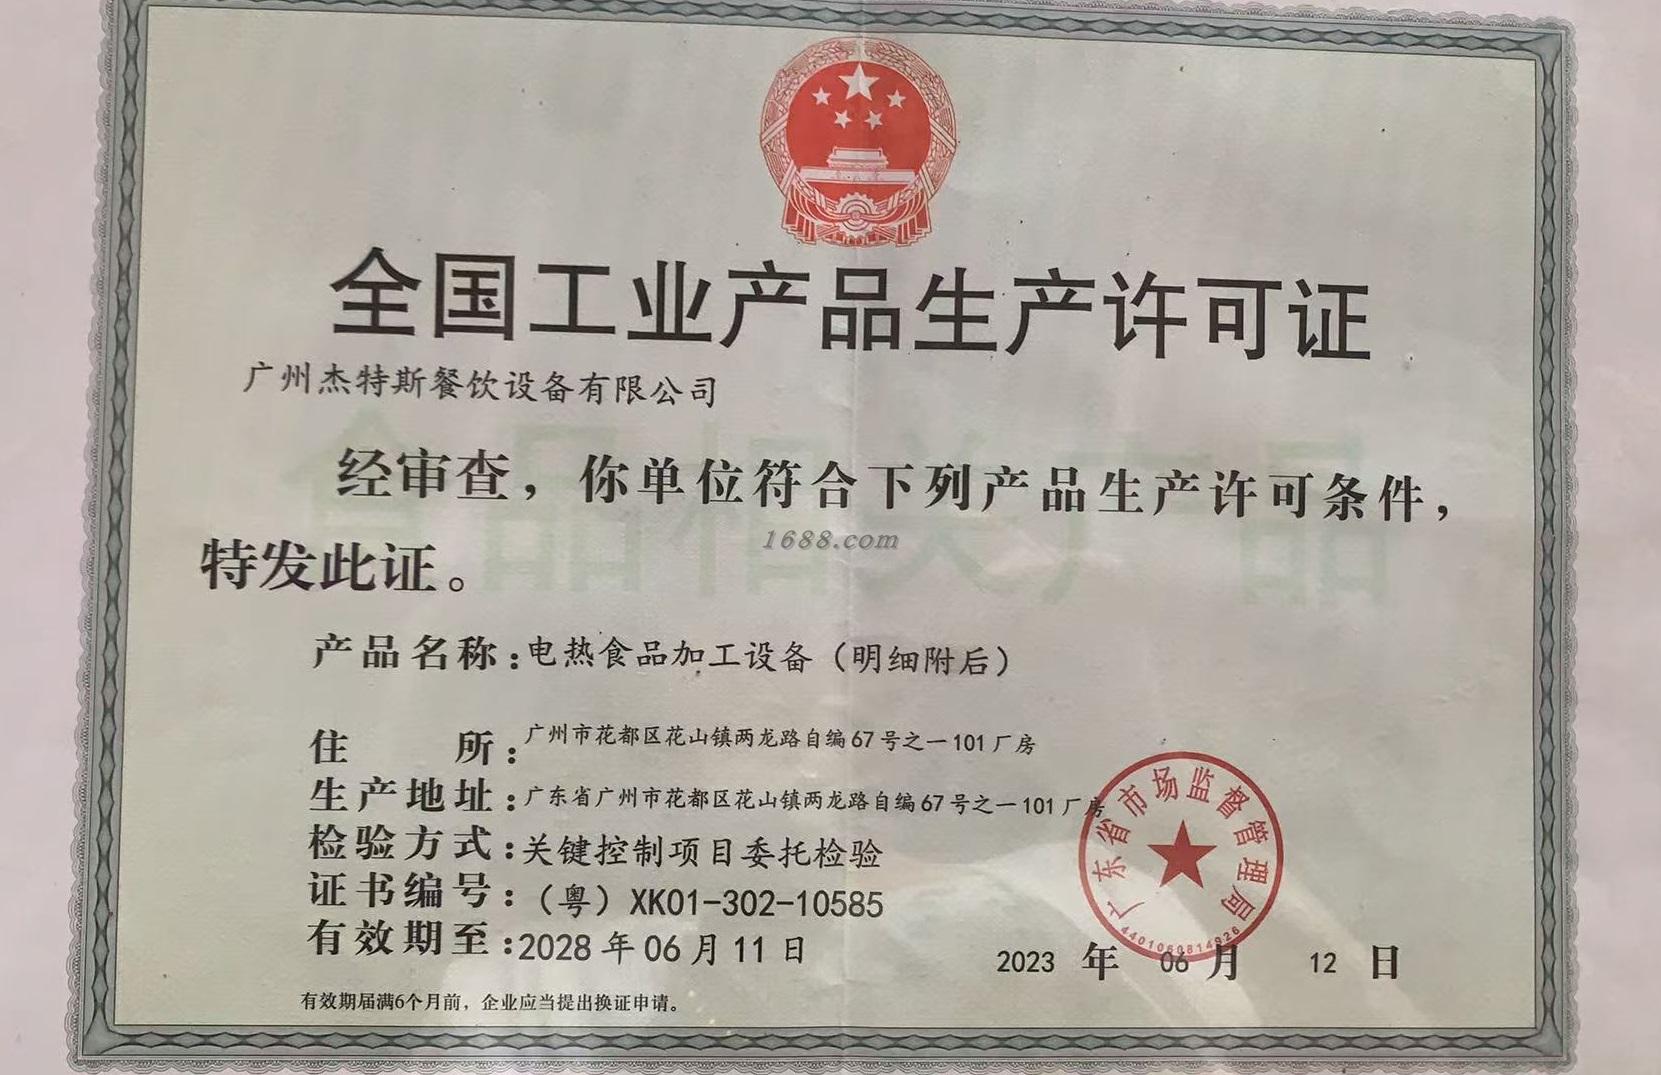 全国工业产品生产许可证
广州杰特斯餐饮设备有限公司
食品相关产品
经审查，你单位符合下列产品生产许可条件，
1688.com
特发此证。
产品名称：电热食品加工设备（明细附后）
住 所：广州市花都区花山镇两龙路自编67号之一101厂房
生产地址：广东省广州市花都区花山镇两龙路自编67号之一101厂房
检验方式：关键控制项目委托检验
证书编号：（粤）XK01-302-10585
有效期至：2028年06月11日
广东省市场监督管理局
4401060814926
2023 年 06 月 12 日
有效期届满6个月前，企业应当提出换证申请。